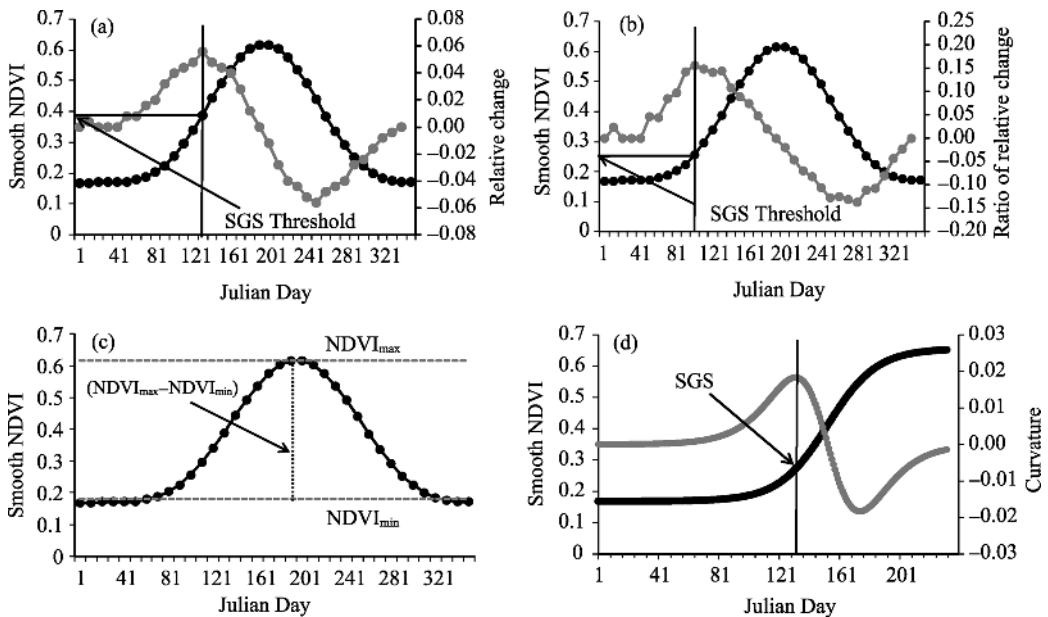 (a)
0.7
0.6
0.5
0.4
0.3
0.2
0.1
0
Smooth NDVI
0.08
0.06
0.04
0.02
0.00
−0.02
−0.04
−0.06
−0.08
Relative change
SGS Threshold
1 41 81 121 161 201 241 281 321
Julian Day
(b)
0.7
0.6
0.5
0.4
0.3
0.2
0.1
0
Smooth NDVI
0.25
0.20
0.15
0.10
0.05
0.00
−0.05
−0.10
−0.15
−0.20
Ratio of relative change
SGS Threshold
1 41 81 121 161 201 241 281 321
Julian Day
(c)
0.7
0.6
0.5
0.4
0.3
0.2
0.1
0
Smooth NDVI
NDVImax
(NDVImax−NDVImin)
NDVImin
1 41 81 121 161 201 241 281 321
Julian Day
(d)
0.7
0.6
0.5
0.4
0.3
0.2
0.1
0
Smooth NDVI
0.03
0.02
0.01
0.00
−0.01
−0.02
−0.03
Curvature
SGS
1 41 81 121 161 201
Julian Day